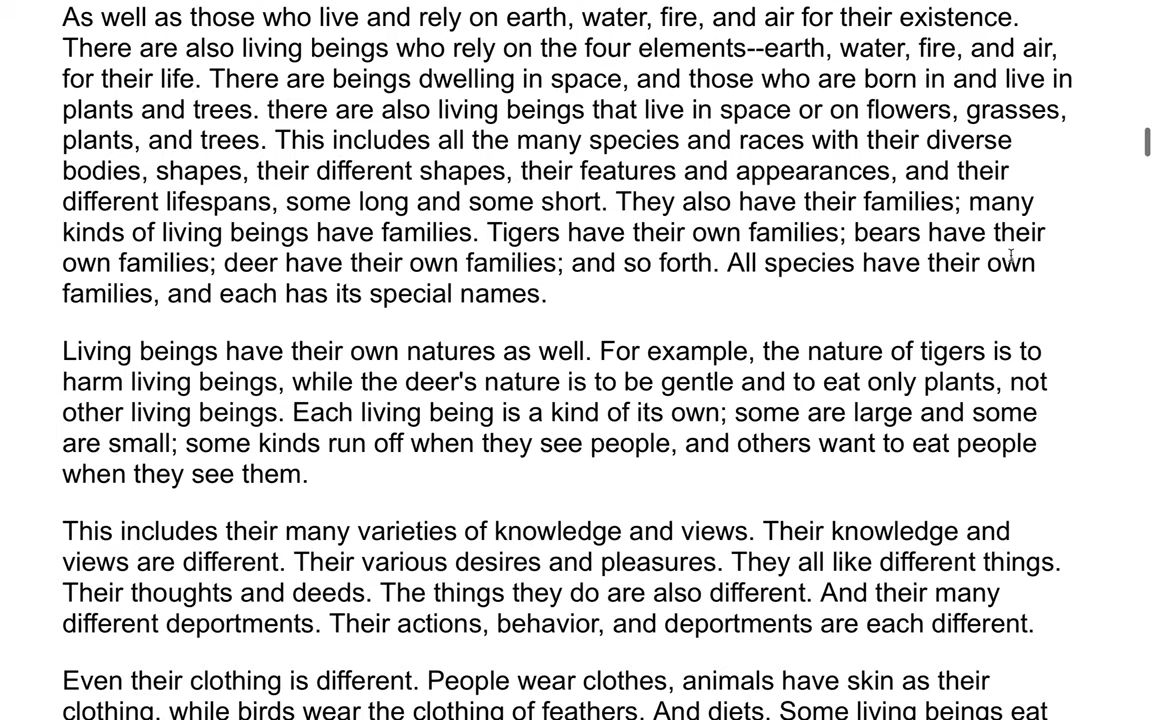 As well as those who live and rely on earth, water, fire, and air for their existence.
There are also living beings who rely on the four elements--earth, water, fire, and air,
for their life. There are beings dwelling in space, and those who are born in and live in
plants and trees. there are also living beings that live in space or on flowers, grasses,
plants, and trees. This includes all the many species and races with their diverse
bodies, shapes, their different shapes, their features and appearances, and their
different lifespans, some long and some short. They also have their families; many
kinds of living beings have families. Tigers have their own families; bears have their
own families; deer have their own families; and so forth. All species have their own
families, and each has its special names.
Living beings have their own natures as well. For example, the nature of tigers is to
harm living beings, while the deer's nature is to be gentle and to eat only plants, not
other living beings. Each living being is a kind of its own; some are large and some
are small; some kinds run off when they see people, and others want to eat people
when they see them.
This includes their many varieties of knowledge and views. Their knowledge and
views are different. Their various desires and pleasures. They all like different things.
Their thoughts and deeds. The things they do are also different. And their many
different deportments. Their actions, behavior, and deportments are each different.
Even their clothing is different. People wear clothes, animals have skin as their
clothing, while birds wear the clothing of feathers. And diets. Some living beings eat